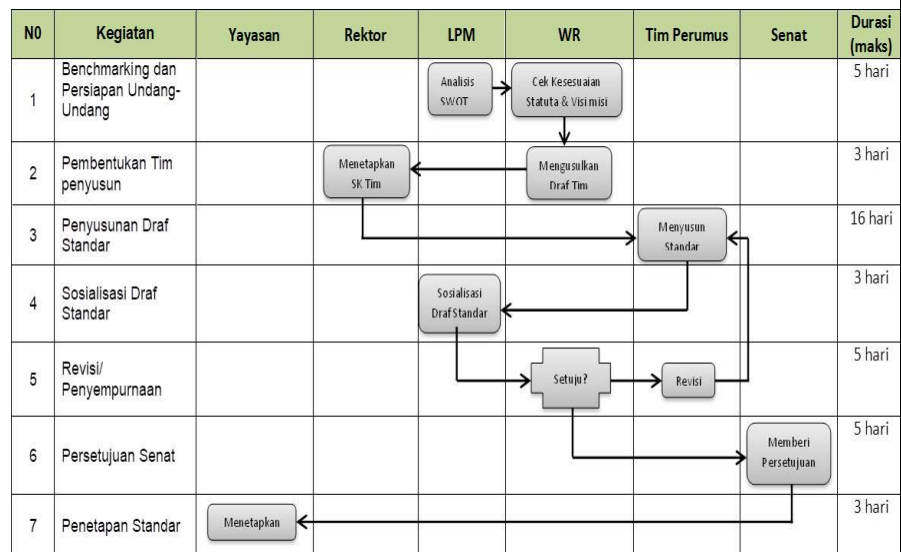 N0 Kegiatan Yayasan Rektor LPM WR Tim Perumus Senat Durasi (maks)
1 Benchmarking dan Persiapan Undang-Undang
Analisis SWOT
Cek Kesesuaian Statuta & Visi misi
5 hari
2 Pembentukan Tim penyusun
Menetapkan SK Tim
Mengusulkan Draf Tim
3 hari
3 Penyusunan Draf Standar
Menyusun Standar
16 hari
4 Sosialisasi Draf Standar
Sosialisasi Draf Standar
3 hari
5 Revisi/ Penyempurnaan
Setuju?
Revisi
5 hari
6 Persetujuan Senat
Memberi Persetujuan
5 hari
7 Penetapan Standar
Menetapkan
3 hari